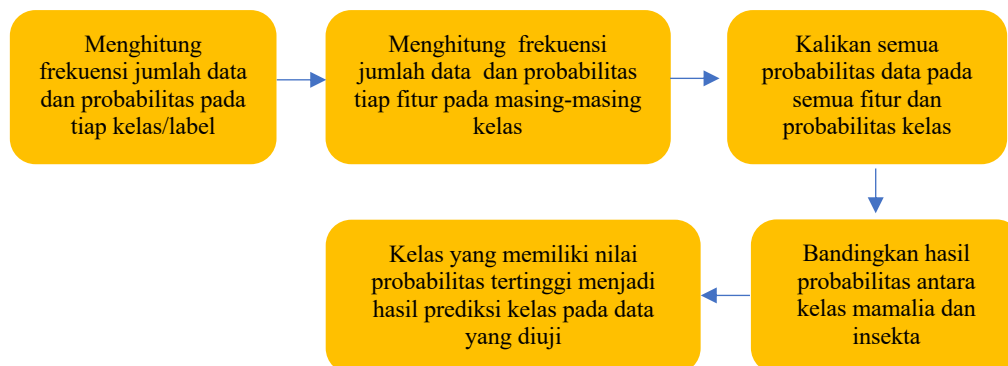 Menghitung
frekuensi jumlah data
dan probabilitas pada
tiap kelas/label
Menghitung frekuensi
jumlah data dan probabilitas
tiap fitur pada masing-masing
kelas
Kalikan semua
probabilitas data pada
semua fitur dan
probabilitas kelas
Bandingkan hasil
probabilitas antara
kelas mamalia dan
insekta
Kelas yang memiliki nilai
probabilitas tertinggi menjadi
hasil prediksi kelas pada data
yang diuji